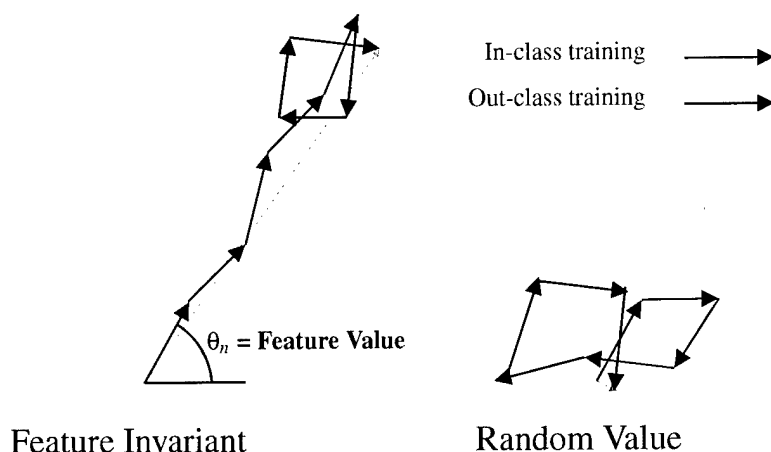 In-class training
Out-class training
θₙ = Feature Value
Feature Invariant
Random Value